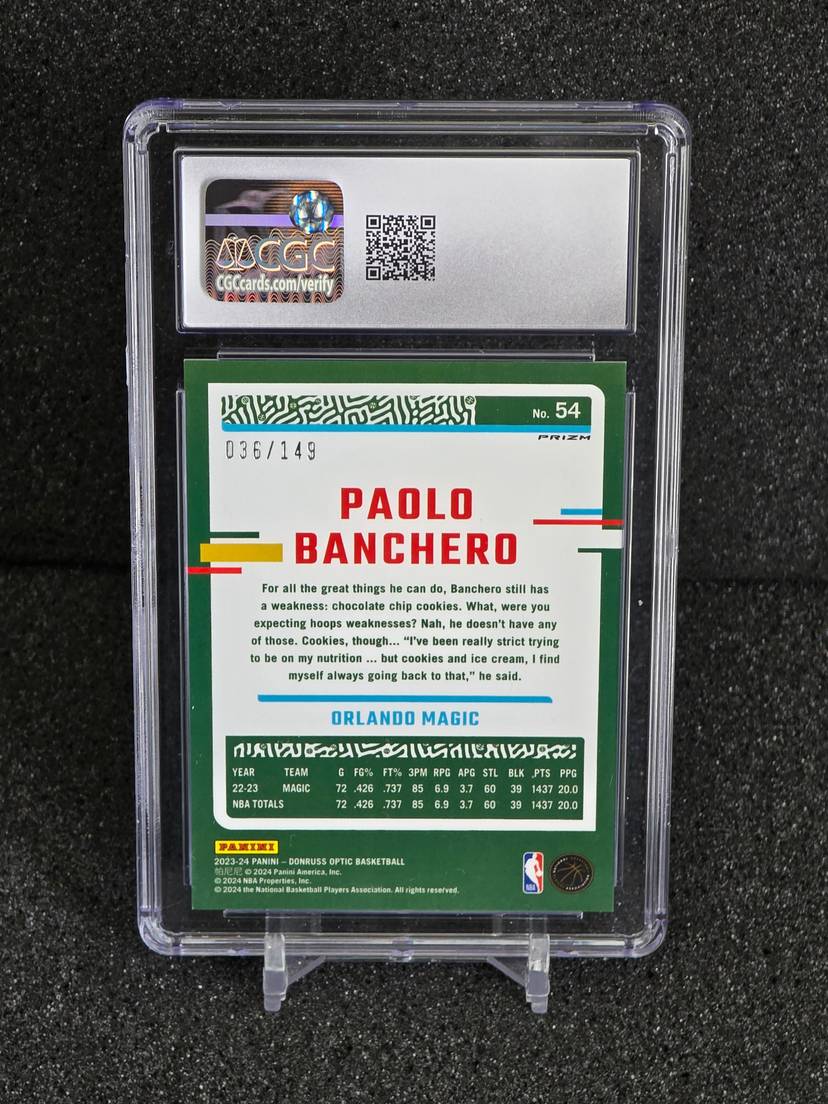 CGC
CGCcards.com/verify
No. 54
PRIZM
036/149
PAOLO
BANCHERO
For all the great things he can do, Banchero still has
a weakness: chocolate chip cookies. What, were you
expecting hoops weaknesses? Nah, he doesn't have any
of those. Cookies, though... "I've been really strict trying
to be on my nutrition ... but cookies and ice cream, I find
myself always going back to that," he said.
ORLANDO MAGIC
YEAR TEAM G FG% FT% 3PM RPG APG STL BLK PTS PPG
22-23 MAGIC 72 .426 .737 85 6.9 3.7 60 39 1437 20.0
NBA TOTALS 72 .426 .737 85 6.9 3.7 60 39 1437 20.0
PANINI
2023-24 PANINI – DONRUSS OPTIC BASKETBALL
帕尼尼 © 2024 Panini America, Inc.
© 2024 NBA Properties, Inc.
© 2024 the National Basketball Players Association. All rights reserved.
NBA